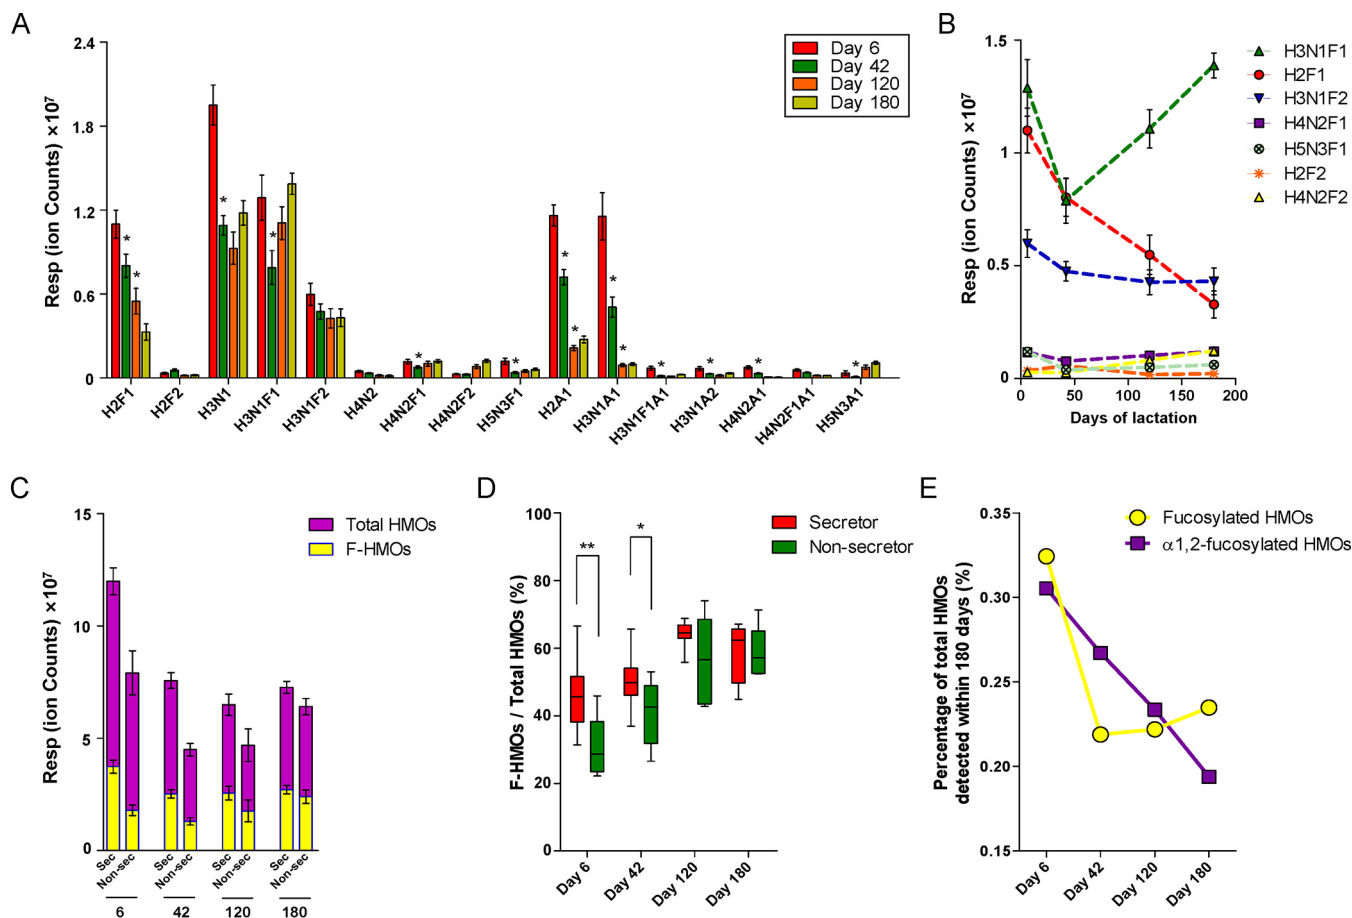 A
Resp (ion Counts) ×10⁷
2.4
1.8
1.2
0.6
0
Day 6
Day 42
Day 120
Day 180
* * * * * * * * * * * * * * *
H2F1 H2F2 H3N1 H3N1F1 H3N1F2 H4N2 H4N2F1 H4N2F2 H5N3F1 H2A1 H3N1A1 H3N1F1A1 H3N1A2 H4N2A1 H4N2F1A1 H5N3A1
B
Resp (ion Counts) ×10⁷
1.5
1
0.5
0
0 50 100 150 200
Days of lactation
H3N1F1
H2F1
H3N1F2
H4N2F1
H5N3F1
H2F2
H4N2F2
C
Resp (ion Counts) ×10⁷
15
10
5
0
Total HMOs
F-HMOs
Sec Non-sec Sec Non-sec Sec Non-sec Sec Non-sec
6 42 120 180
D
F-HMOs / Total HMOs (%)
100
80
60
40
20
0
** *
Secretor
Non-secretor
Day 6 Day 42 Day 120 Day 180
E
Percentage of total HMOs
detected within 180 days (%)
0.35
0.30
0.25
0.20
0.15
Fucosylated HMOs
α1,2-fucosylated HMOs
Day 6 Day 42 Day 120 Day 180